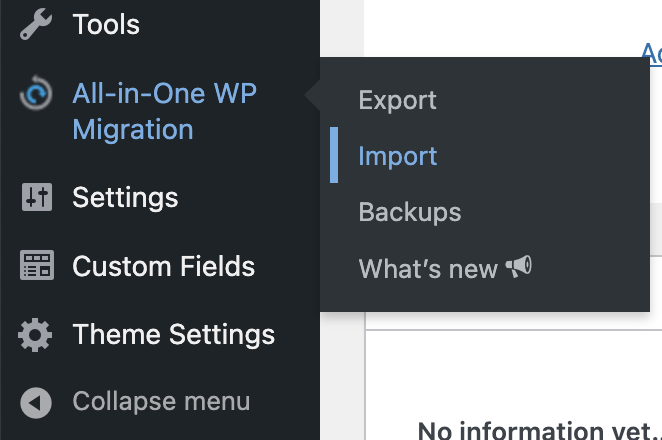 Tools
All-in-One WP
Migration
Export
Import
Backups
What's new
Settings
Custom Fields
Theme Settings
Collapse menu
No information yet..